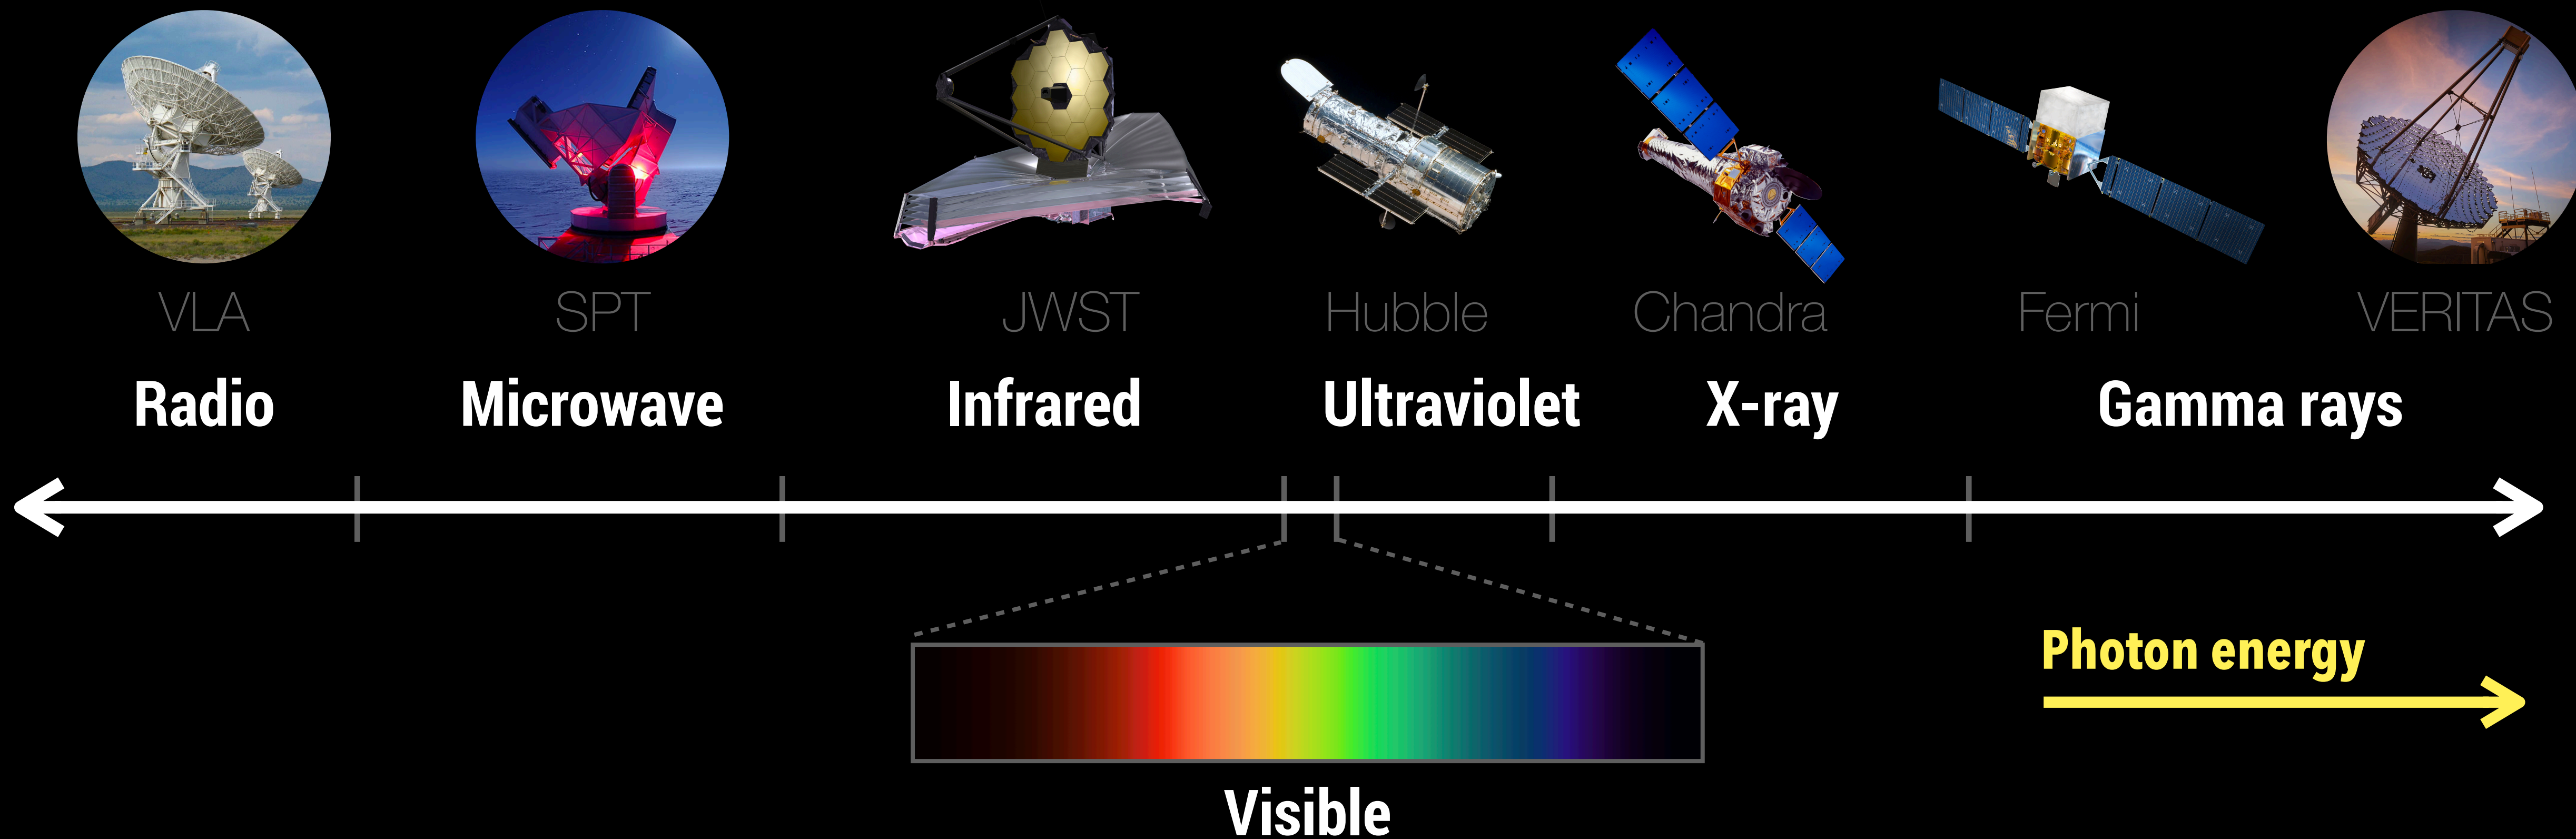 VLA SPT JWST Hubble Chandra Fermi VERITAS
Radio Microwave Infrared Ultraviolet X-ray Gamma rays
Photon energy
Visible